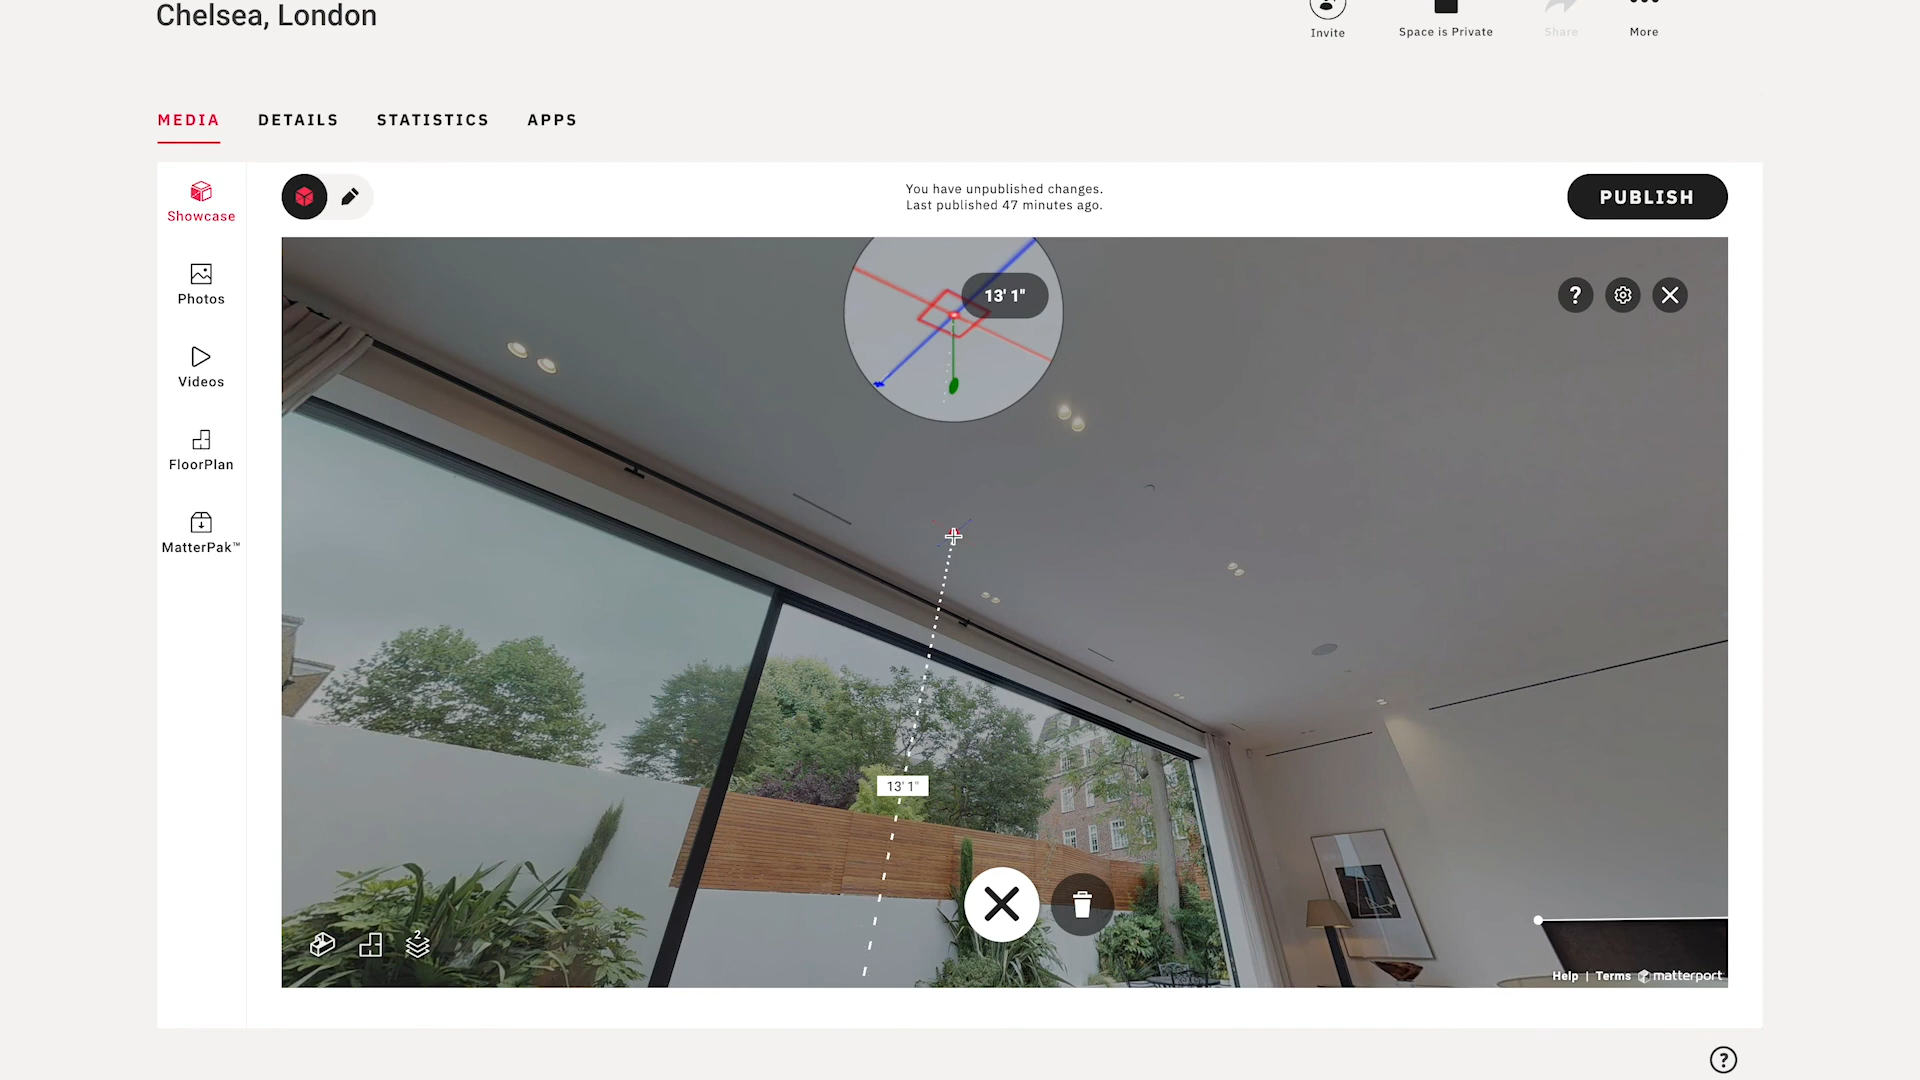 Chelsea, London
Invite
Space is Private
Share
More
MEDIA
DETAILS
STATISTICS
APPS
Showcase
Photos
Videos
FloorPlan
MatterPak™
You have unpublished changes.
Last published 47 minutes ago.
PUBLISH
13' 1"
?
13' 1"
2
Help | Terms matterport
?